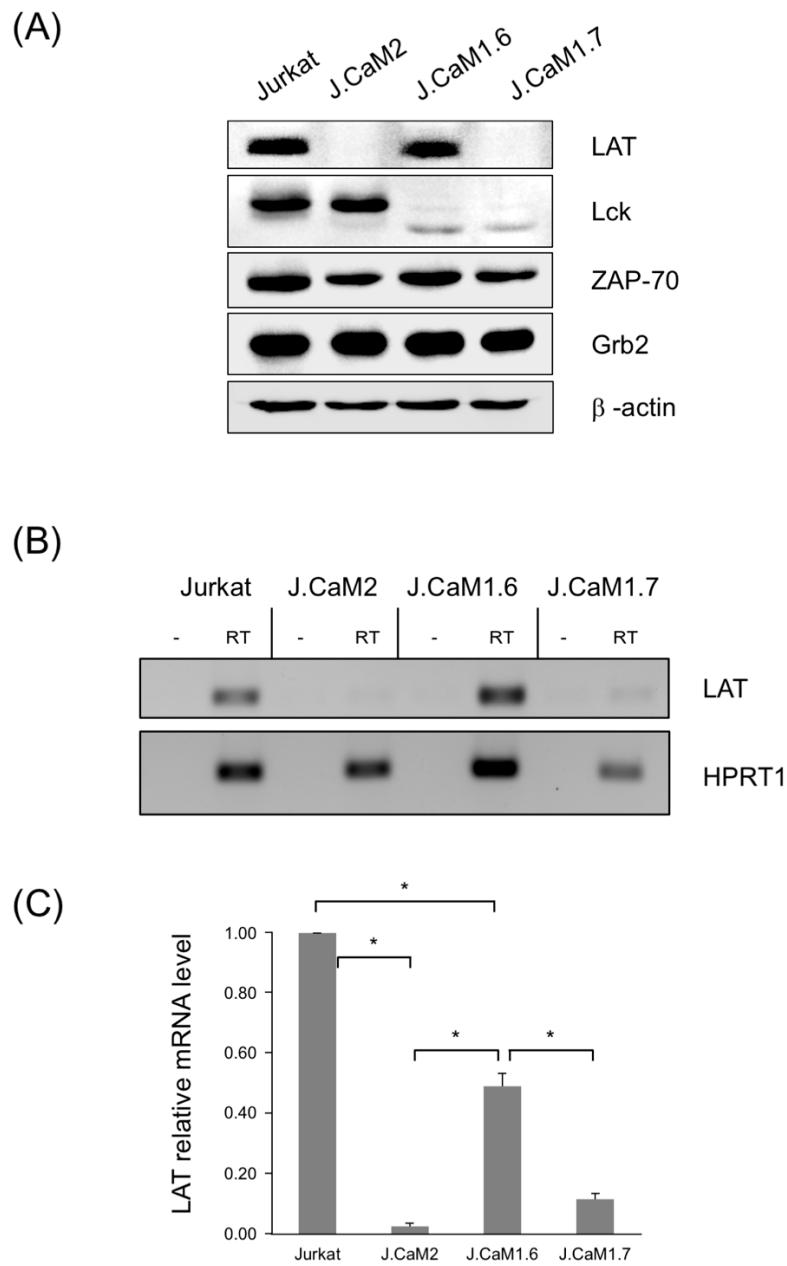 (A)
Jurkat J.CaM2 J.CaM1.6 J.CaM1.7
LAT
Lck
ZAP-70
Grb2
β -actin
(B)
Jurkat J.CaM2 J.CaM1.6 J.CaM1.7
- RT - RT - RT - RT
LAT
HPRT1
(C)
LAT relative mRNA level
*
1.00
*
0.80
0.60
* *
0.40
0.20
0.00
Jurkat J.CaM2 J.CaM1.6 J.CaM1.7